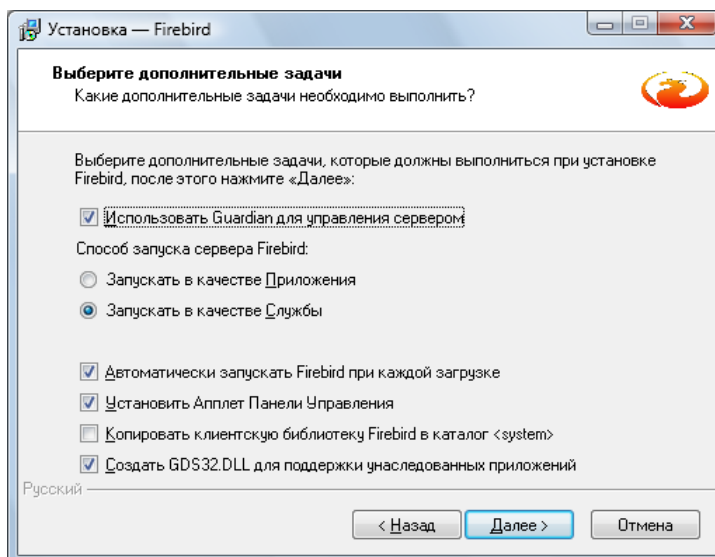 Установка — Firebird
Выберите дополнительные задачи
Какие дополнительные задачи необходимо выполнить?
Выберите дополнительные задачи, которые должны выполниться при установке
Firebird, после этого нажмите «Далее»:
Использовать Guardian для управления сервером
Способ запуска сервера Firebird:
Запускать в качестве Приложения
Запускать в качестве Службы
Автоматически запускать Firebird при каждой загрузке
Установить Апплет Панели Управления
Копировать клиентскую библиотеку Firebird в каталог <system>
Создать GDS32.DLL для поддержки унаследованных приложений
Русский
< Назад
Далее >
Отмена